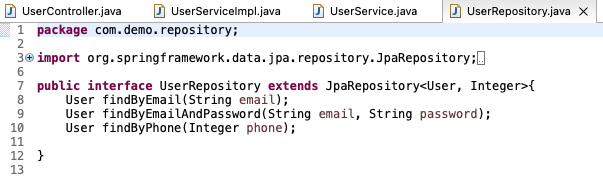 UserController.java UserServiceImpl.java UserService.java UserRepository.java
1 package com.demo.repository;
2
3 import org.springframework.data.jpa.repository.JpaRepository;
6
7 public interface UserRepository extends JpaRepository<User, Integer>{
8 User findByEmail(String email);
9 User findByEmailAndPassword(String email, String password);
10 User findByPhone(Integer phone);
11
12 }
13